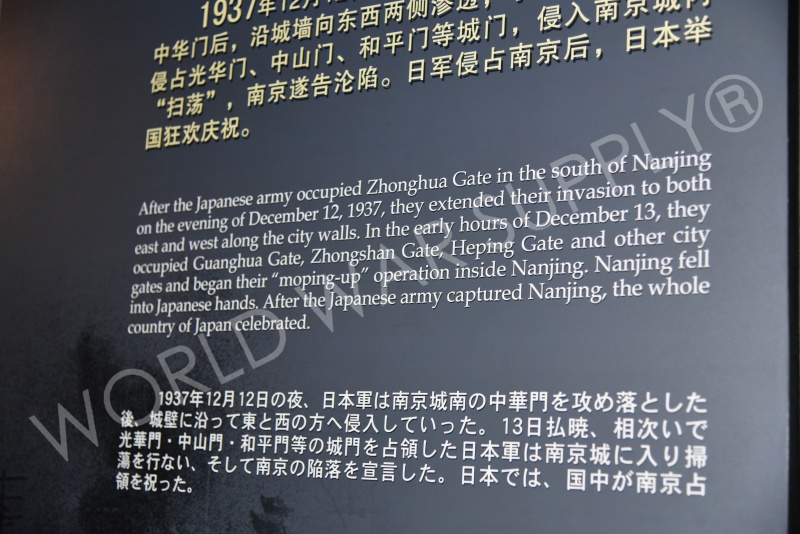 1937年12月12
中华门后，沿城墙向东西两侧渗透，
侵占光华门、中山门、和平门等城门，侵入南京城内
“扫荡”，南京遂告沦陷。日军侵占南京后，日本举
国狂欢庆祝。
After the Japanese army occupied Zhonghua Gate in the south of Nanjing
on the evening of December 12, 1937, they extended their invasion to both
east and west along the city walls. In the early hours of December 13, they
occupied Guanghua Gate, Zhongshan Gate, Heping Gate and other city
gates and began their “moping-up” operation inside Nanjing. Nanjing fell
into Japanese hands. After the Japanese army captured Nanjing, the whole
country of Japan celebrated.
1937年12月12日の夜、日本軍は南京城南の中華門を攻め落とした
後、城壁に沿って東と西の方へ侵入していった。13日払暁、相次いで
光華門・中山門・和平門等の城門を占領した日本軍は南京城に入り掃
蕩を行ない、そして南京の陥落を宣言した。日本では、国中が南京占
領を祝った。
WORLD WAR SUPPLY®